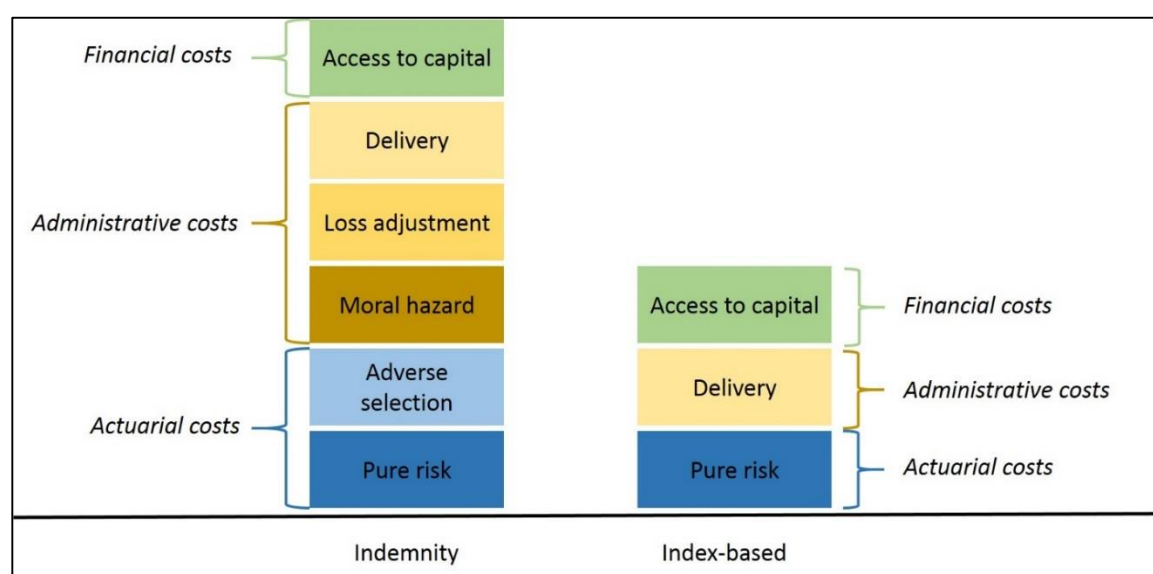 Financial costs
Access to capital
Delivery
Administrative costs
Loss adjustment
Moral hazard
Access to capital
Financial costs
Adverse
selection
Actuarial costs
Delivery
Administrative costs
Pure risk
Pure risk
Actuarial costs
Indemnity
Index-based